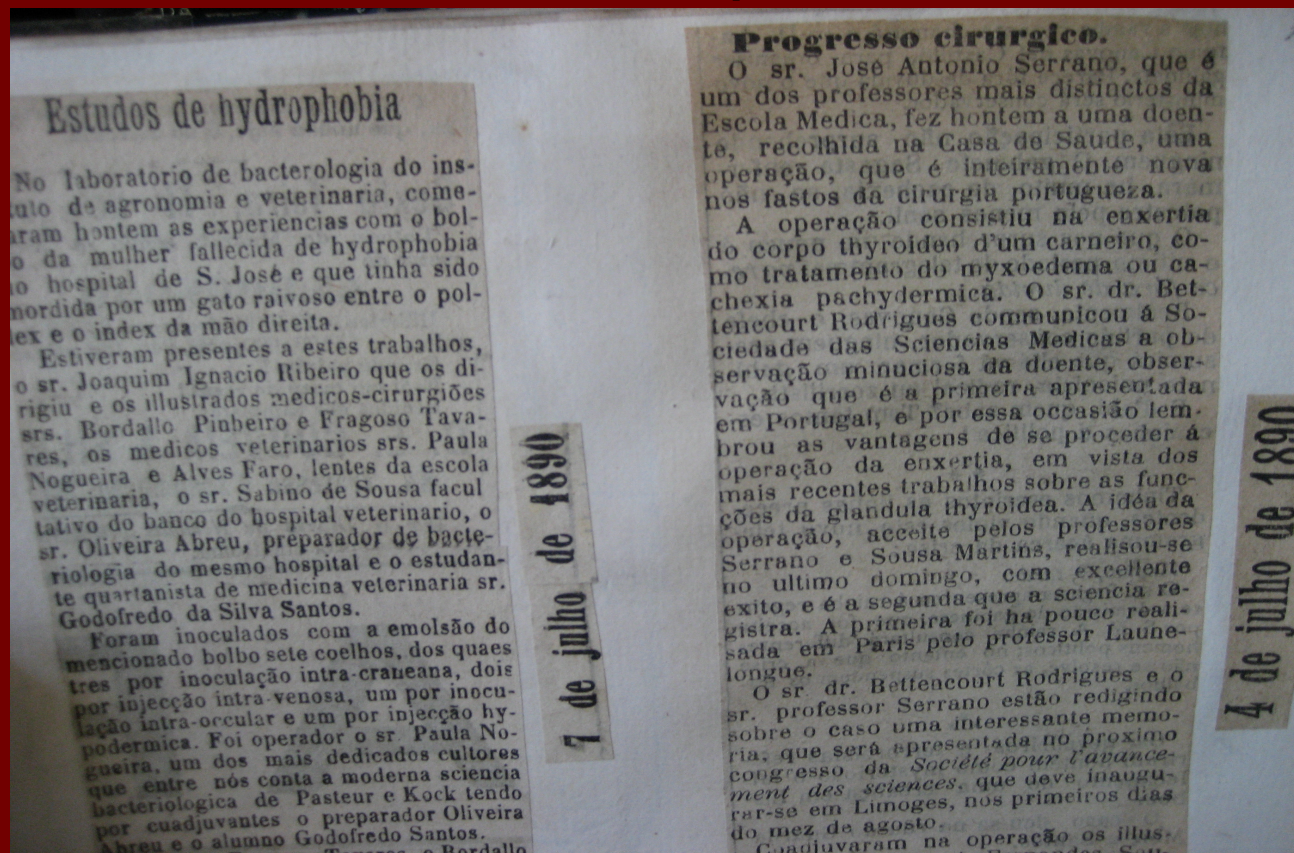 Estudos de hydrophobia
No laboratorio de bacterologia do ins-
tuto de agronomia e veterinaria, come-
aram hontem as experiencias com o bol-
o da mulher fallecida de hydrophobia
o hospital de S. José e que tinha sido
mordida por um gato raivoso entre o pol-
lex e o index da mão direita.
Estiveram presentes a estes trabalhos,
o sr. Joaquim Ignacio Ribeiro que os di-
rigiu e os illustrados medicos-cirurgiões
srs. Bordallo Pinheiro e Fragoso Tava-
res, os medicos veterinarios srs. Paula
Nogueira e Alves Faro, lentes da escola
veterinaria, o sr. Sabino de Sousa facul
tativo do banco do hospital veterinario, o
sr. Oliveira Abreu, preparador de bacte-
riologia do mesmo hospital e o estudan-
te quartanista de medicina veterinaria sr.
Godofredo da Silva Santos.
Foram inoculados com a emolsão do
mencionado bolbo sete coelhos, dos quaes
tres por inoculação intra-craneana, dois
por injecção intra-venosa, um por inocu-
lação intra-occular e um por injecção hy-
podermica. Foi operador o sr. Paula No-
gueira, um dos mais dedicados cultores
que entre nós conta a moderna sciencia
bacteriologica de Pasteur e Kock tendo
por cuadjuvantes o preparador Oliveira
Abreu e o alumno Godofredo Santos.
Bordallo
7 de julho de 1890
Progresso cirurgico.
O sr. José Antonio Serrano, que é
um dos professores mais distinctos da
Escola Medica, fez hontem a uma doen-
te, recolhida na Casa de Saude, uma
operação, que é inteiramente nova
nos fastos da cirurgia portugueza.
A operação consistiu na enxertia
do corpo thyroideo d'um carneiro, co-
mo tratamento do myxoedema ou ca-
chexia pachydermica. O sr. dr. Bet-
tencourt Rodrigues communicou á So-
ciedade das Sciencias Medicas a ob-
servação minuciosa da doente, obser-
vação que é a primeira apresentada
em Portugal, e por essa occasião lem-
brou as vantagens de se proceder á
operação da enxertia, em vista dos
mais recentes trabalhos sobre as func-
ções da glandula thyroidea. A idéa da
operação, acceite pelos professores
Serrano e Sousa Martins, realisou-se
no ultimo domingo, com excellente
exito, e é a segunda que a sciencia re-
gistra. A primeira foi ha pouco reali-
sada em Paris pelo professor Laune-
longue.
O sr. dr. Bettencourt Rodrigues e o
sr. professor Serrano estão redigindo
sobre o caso uma interessante memo-
ria, que será apresentada no proximo
congresso da Société pour l'avance-
ment des sciences, que deve inaugu-
rar-se em Limoges, nos primeiros dias
do mez de agosto.
Cuadjuvaram na operação os illus-
4 de julho de 1890